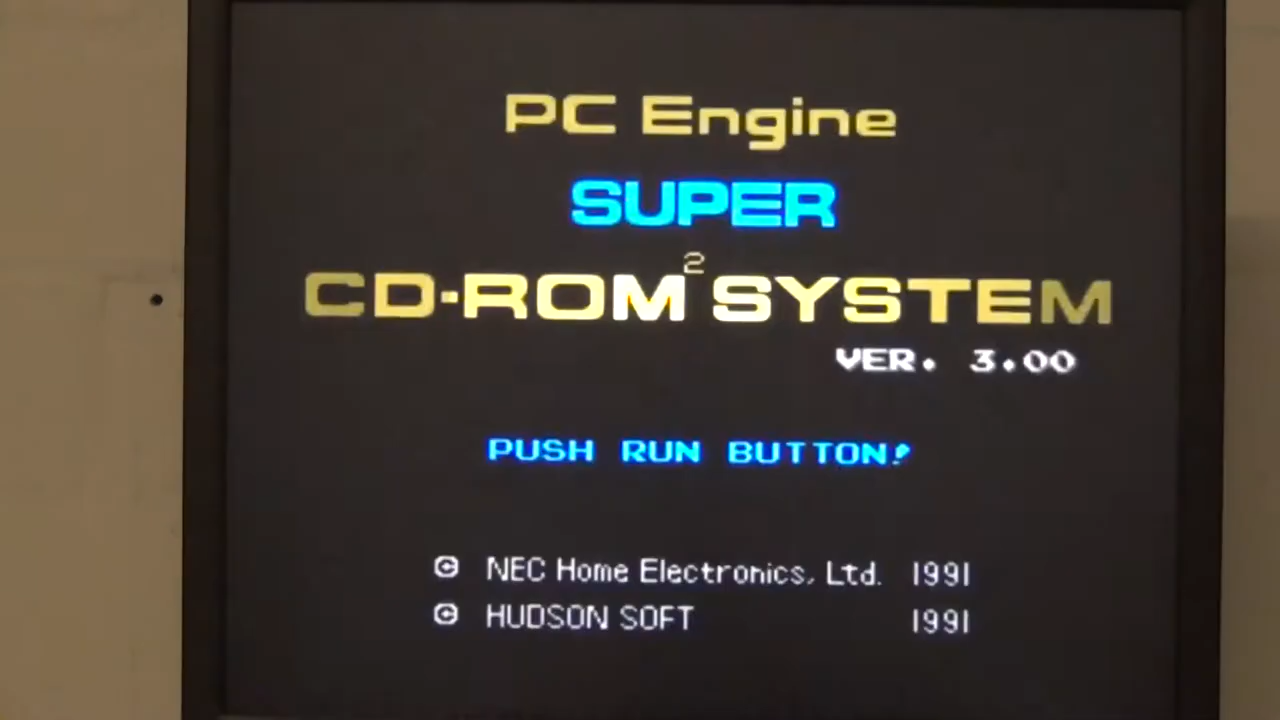 PC Engine
SUPER
CD-ROM² SYSTEM
VER. 3.00
PUSH RUN BUTTON!
© NEC Home Electronics, Ltd. 1991
© HUDSON SOFT 1991